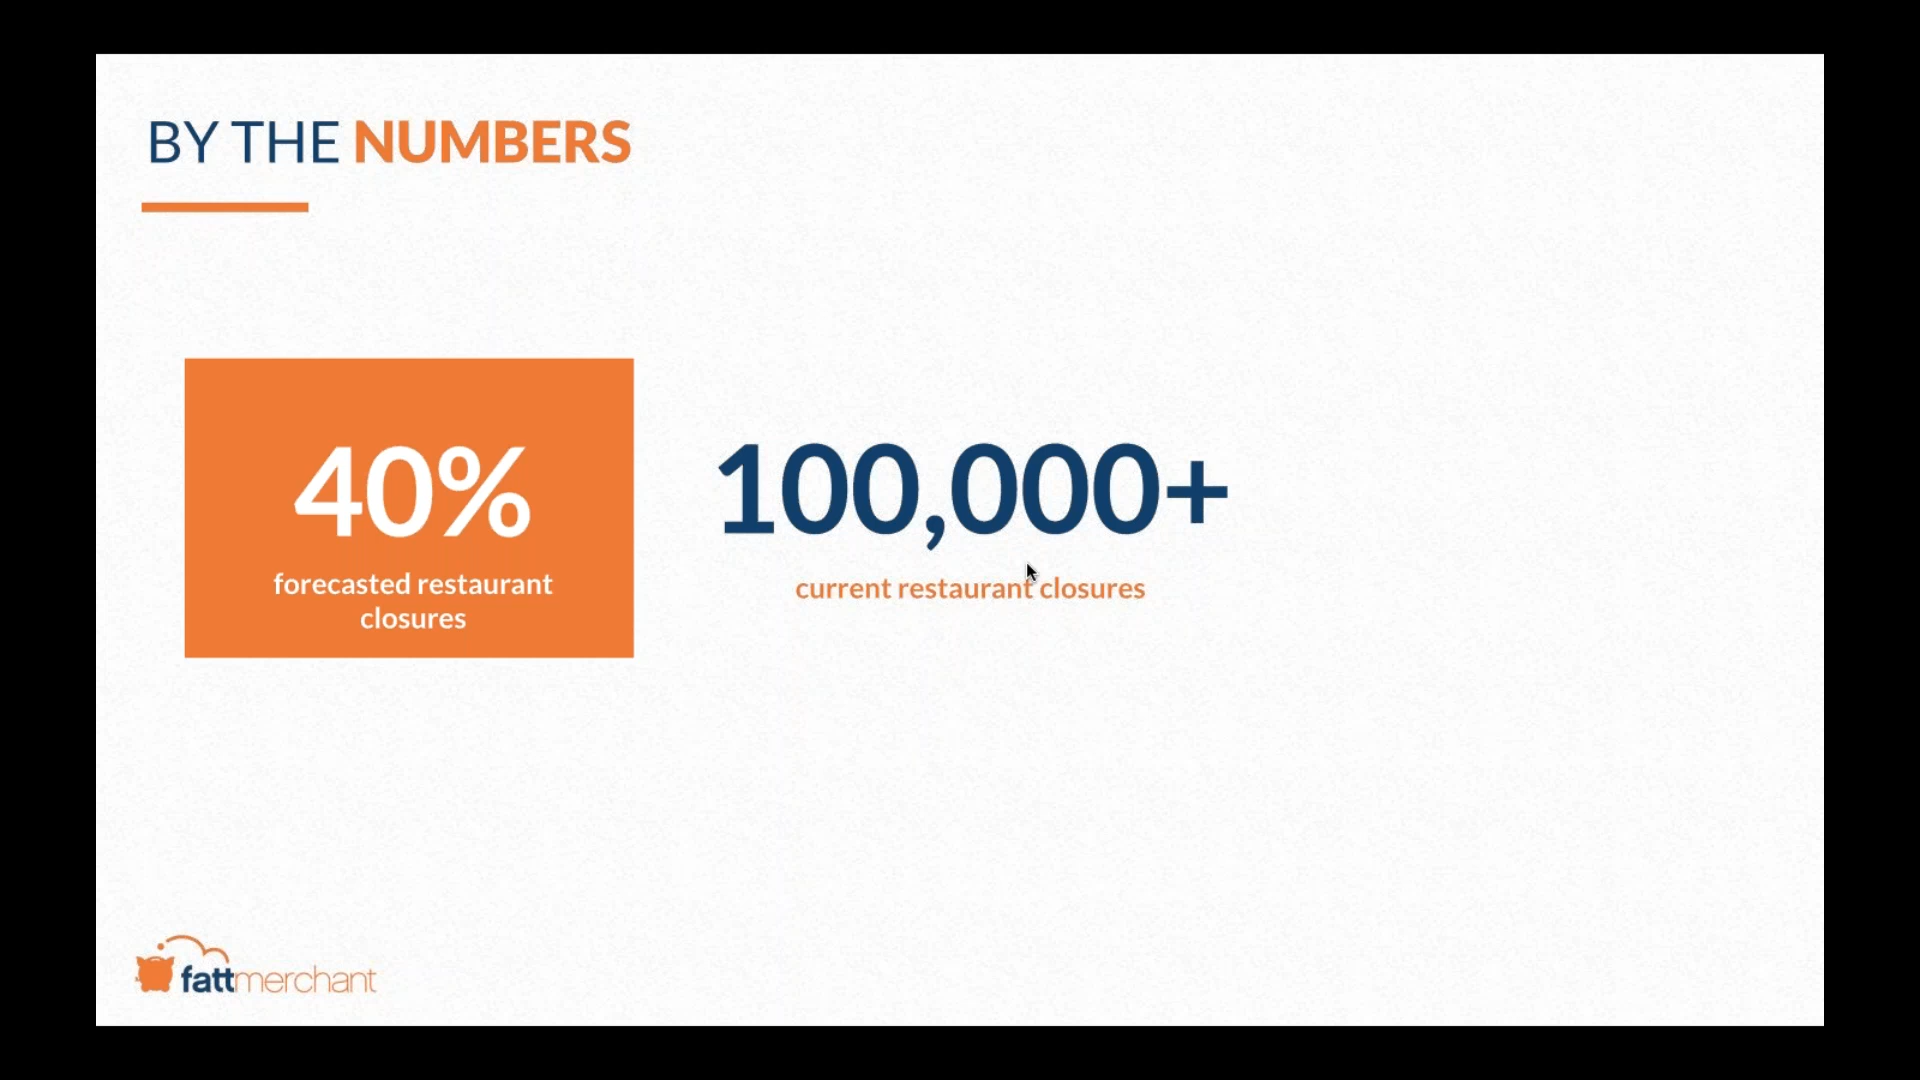 BY THE NUMBERS
40%
forecasted restaurant
closures
100,000+
current restaurant closures
fattmerchant